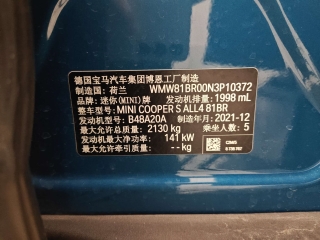 德国宝马汽车集团博恩工厂制造
制造国: 荷兰 WMW81BR00N3P10372
品牌: 迷你(MINI)牌 发动机排量: 1998 mL
整车型号: MINI COOPER S ALL4 81BR
发动机型号: B48A20A 制造年月: 2021-12
最大允许总质量: 2130 kg 乘坐人数: 5
发动机最大净功率: 141 kW
最大允许牵引质量: -- kg